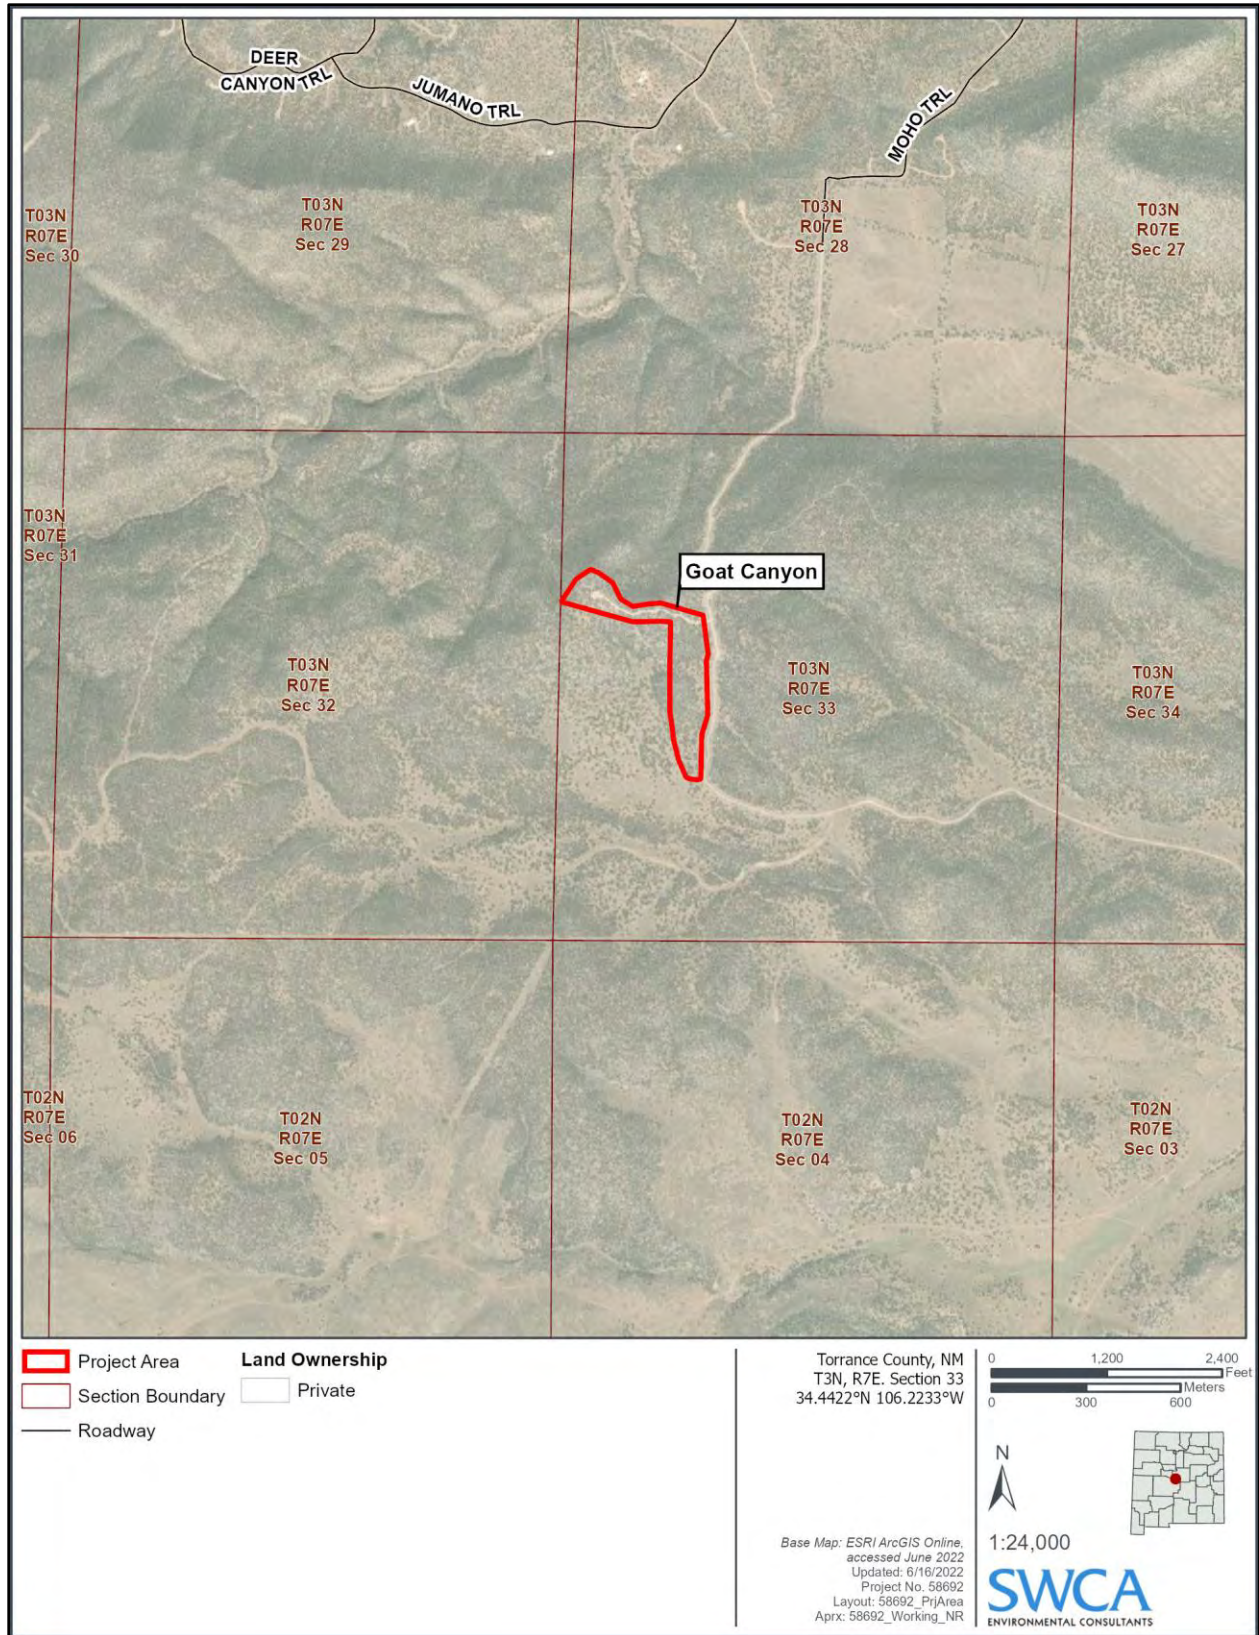 DEER
CANYON TRL
JUMANO TRL
MOHO TRL
T03N
R07E
Sec 30
T03N
R07E
Sec 29
T03N
R07E
Sec 28
T03N
R07E
Sec 27
T03N
R07E
Sec 31
Goat Canyon
T03N
R07E
Sec 32
T03N
R07E
Sec 33
T03N
R07E
Sec 34
T02N
R07E
Sec 06
T02N
R07E
Sec 05
T02N
R07E
Sec 04
T02N
R07E
Sec 03
Project Area
Section Boundary
Roadway
Land Ownership
Private
Torrance County, NM
T3N, R7E. Section 33
34.4422°N 106.2233°W
Base Map: ESRI ArcGIS Online,
accessed June 2022
Updated: 6/16/2022
Project No. 58692
Layout: 58692_PrjArea
Aprx: 58692_Working_NR
0 1,200 2,400
Feet
Meters
0 300 600
N
1:24,000
SWCA
ENVIRONMENTAL CONSULTANTS